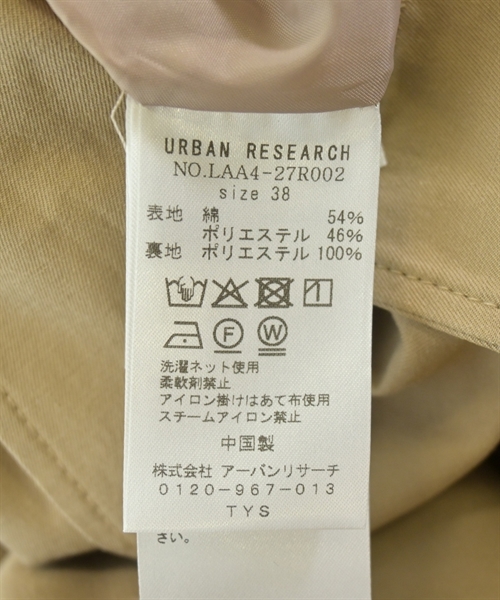 URBAN RESEARCH
NO.LAA4-27R002
size 38
表地 綿 54%
ポリエステル 46%
裏地 ポリエステル 100%
F W
洗濯ネット使用
柔軟剤禁止
アイロン掛けはあて布使用
スチームアイロン禁止
中国製
株式会社 アーバンリサーチ
0120-967-013
TYS
さい。